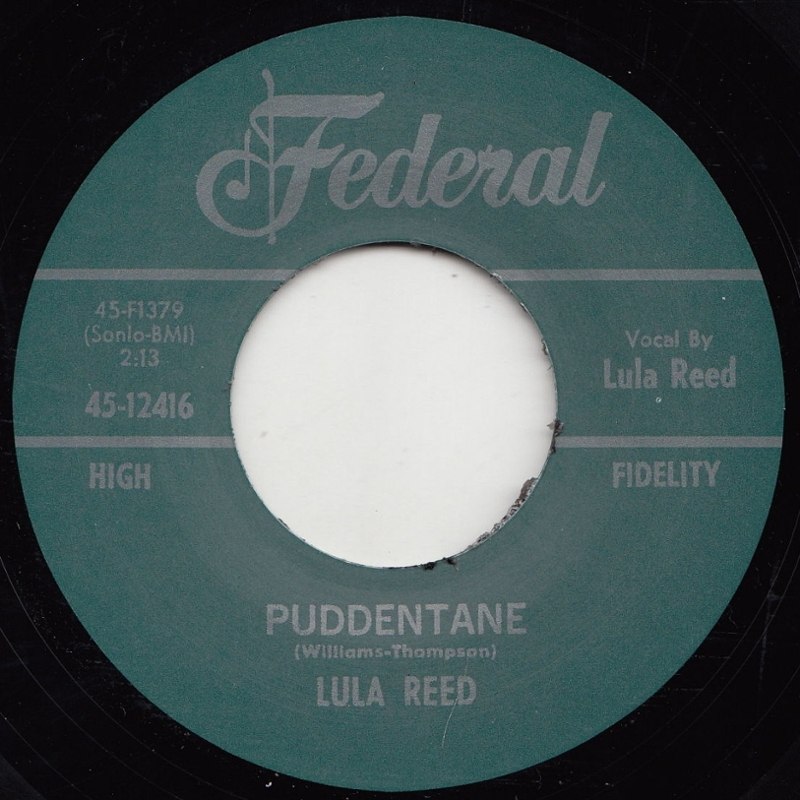 Federal
45-F1379
(Sonlo-BMI)
2:13
45-12416
Vocal By
Lula Reed
HIGH
FIDELITY
PUDDENTANE
(Williams-Thompson)
LULA REED